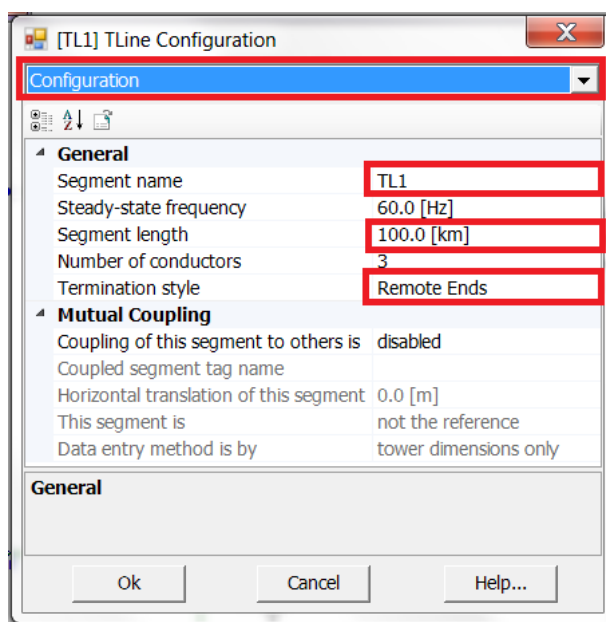 [TL1] TLine Configuration
Configuration
General
Segment name TL1
Steady-state frequency 60.0 [Hz]
Segment length 100.0 [km]
Number of conductors 3
Termination style Remote Ends
Mutual Coupling
Coupling of this segment to others is disabled
Coupled segment tag name
Horizontal translation of this segment 0.0 [m]
This segment is not the reference
Data entry method is by tower dimensions only
General
Ok Cancel Help...